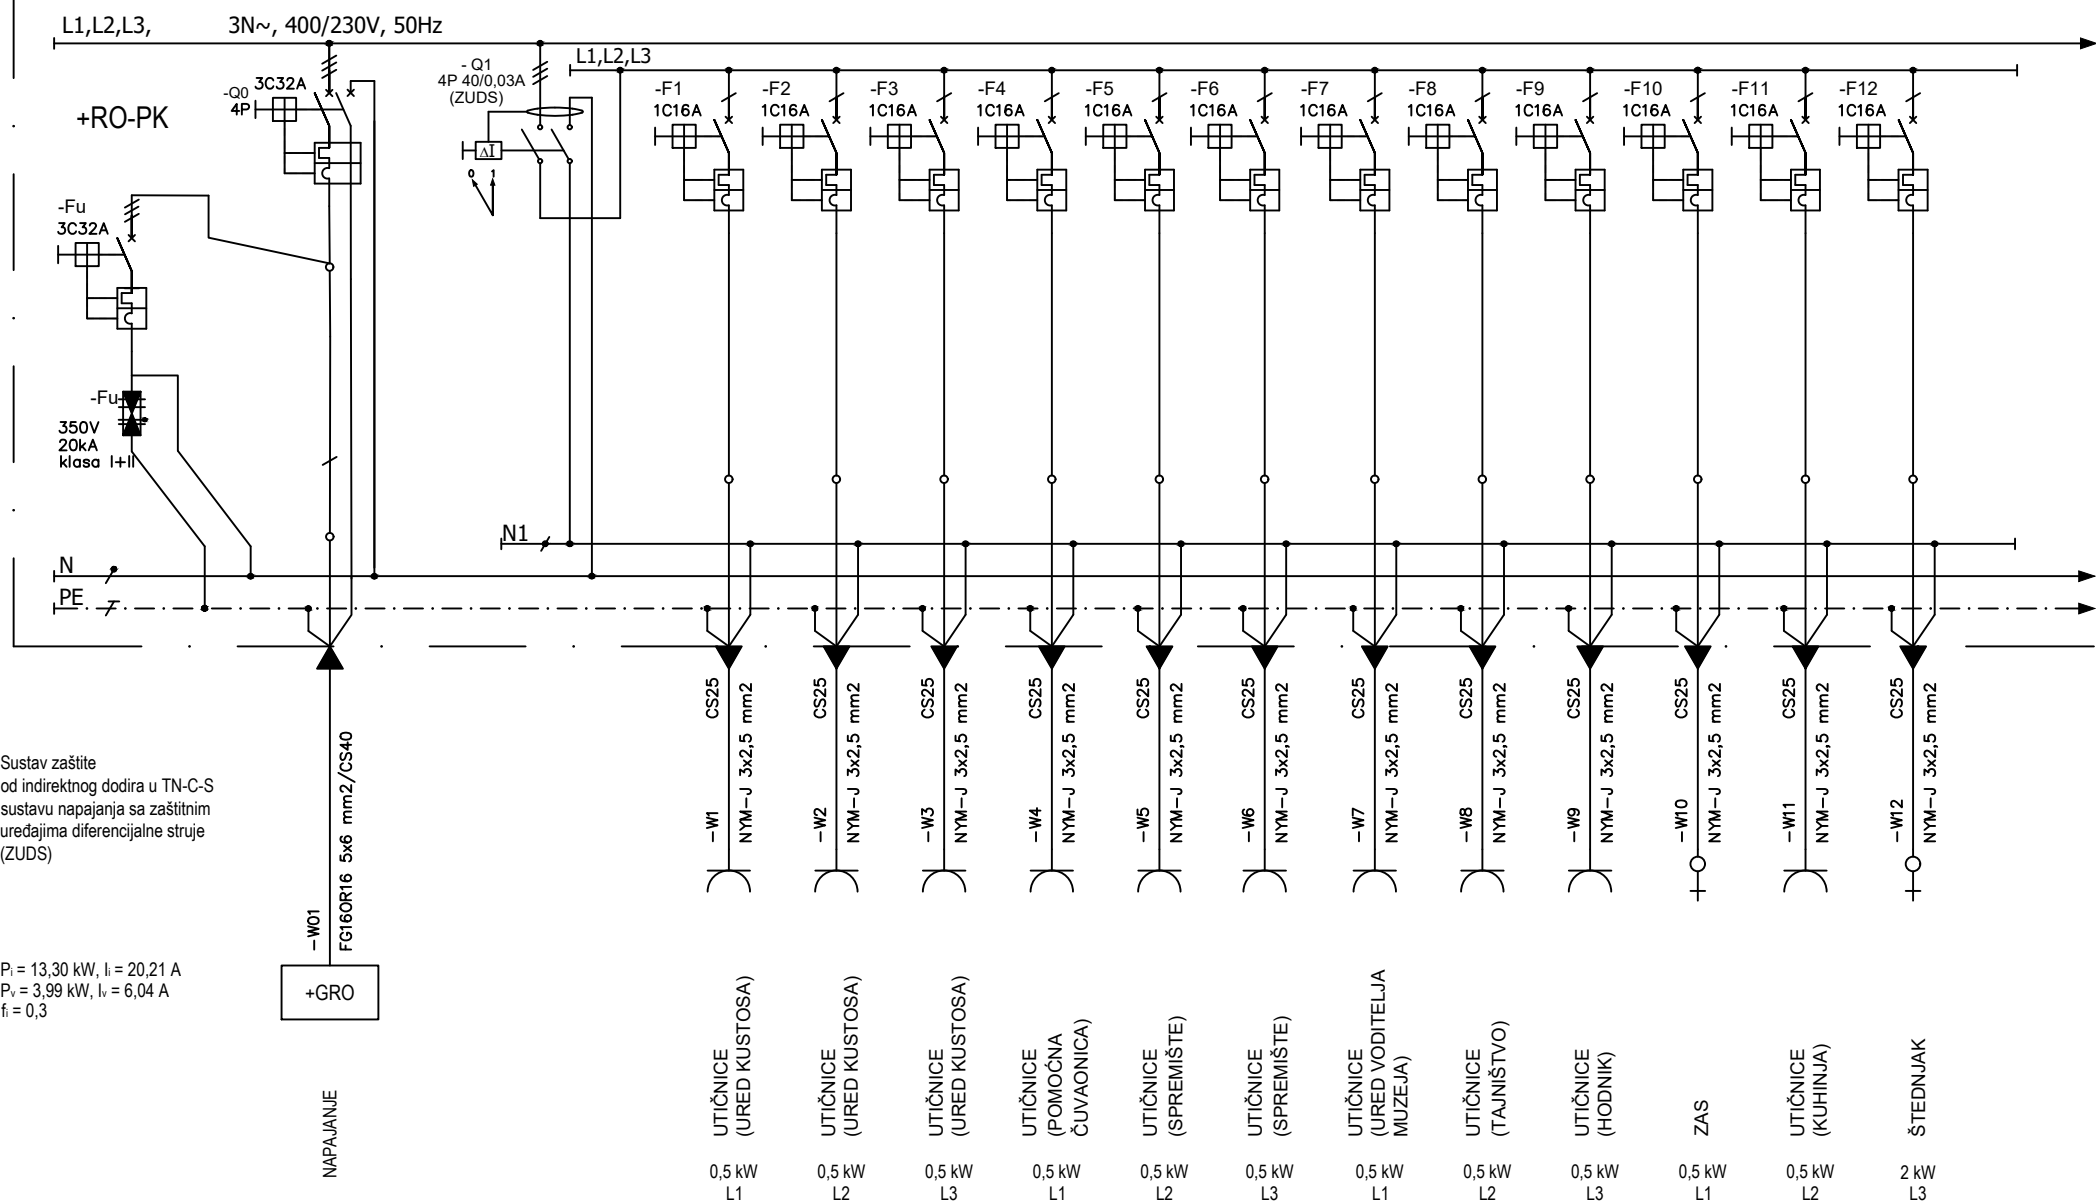 L1,L2,L3, 3N~, 400/230V, 50Hz
L1,L2,L3
+RO-PK
-Q0
4P
3C32A
- Q1
4P 40/0,03A
(ZUDS)
ΔI
0 1
-Fu
3C32A
-Fu
350V
20kA
klasa I+II
-F1
1C16A
-F2
1C16A
-F3
1C16A
-F4
1C16A
-F5
1C16A
-F6
1C16A
-F7
1C16A
-F8
1C16A
-F9
1C16A
-F10
1C16A
-F11
1C16A
-F12
1C16A
N1
N
PE
Sustav zaštite
od indirektnog dodira u TN-C-S
sustavu napajanja sa zaštitnim
uređajima diferencijalne struje
(ZUDS)
Pi = 13,30 kW, Ii = 20,21 A
Pv = 3,99 kW, Iv = 6,04 A
fi = 0,3
-W01
FG16OR16 5x6 mm2/CS40
+GRO
NAPAJANJE
-W1 CS25
NYM-J 3x2,5 mm2
-W2 CS25
NYM-J 3x2,5 mm2
-W3 CS25
NYM-J 3x2,5 mm2
-W4 CS25
NYM-J 3x2,5 mm2
-W5 CS25
NYM-J 3x2,5 mm2
-W6 CS25
NYM-J 3x2,5 mm2
-W7 CS25
NYM-J 3x2,5 mm2
-W8 CS25
NYM-J 3x2,5 mm2
-W9 CS25
NYM-J 3x2,5 mm2
-W10 CS25
NYM-J 3x2,5 mm2
-W11 CS25
NYM-J 3x2,5 mm2
-W12 CS25
NYM-J 3x2,5 mm2
UTIČNICE
(URED KUSTOSA)
0,5 kW
L1
UTIČNICE
(URED KUSTOSA)
0,5 kW
L2
UTIČNICE
(URED KUSTOSA)
0,5 kW
L3
UTIČNICE
(POMOĆNA
ČUVAONICA)
0,5 kW
L1
UTIČNICE
(SPREMIŠTE)
0,5 kW
L2
UTIČNICE
(SPREMIŠTE)
0,5 kW
L3
UTIČNICE
(URED VODITELJA
MUZEJA)
0,5 kW
L1
UTIČNICE
(TAJNIŠTVO)
0,5 kW
L2
UTIČNICE
(HODNIK)
0,5 kW
L3
ZAS
0,5 kW
L1
UTIČNICE
(KUHINJA)
0,5 kW
L2
ŠTEDNJAK
2 kW
L3